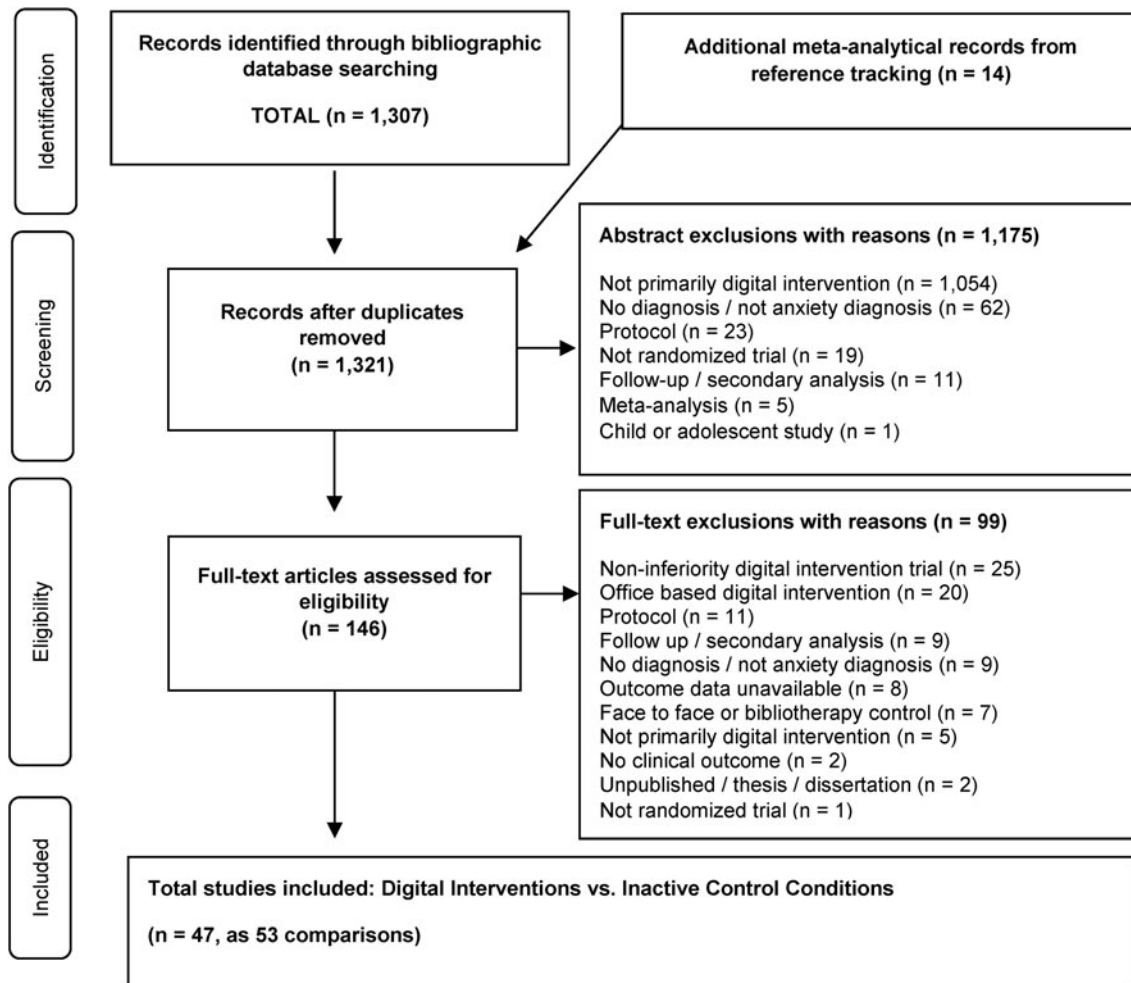 Identification
Records identified through bibliographic
database searching
TOTAL (n = 1,307)
Additional meta-analytical records from
reference tracking (n = 14)
Screening
Records after duplicates
removed
(n = 1,321)
Abstract exclusions with reasons (n = 1,175)
Not primarily digital intervention (n = 1,054)
No diagnosis / not anxiety diagnosis (n = 62)
Protocol (n = 23)
Not randomized trial (n = 19)
Follow-up / secondary analysis (n = 11)
Meta-analysis (n = 5)
Child or adolescent study (n = 1)
Eligibility
Full-text articles assessed for
eligibility
(n = 146)
Full-text exclusions with reasons (n = 99)
Non-inferiority digital intervention trial (n = 25)
Office based digital intervention (n = 20)
Protocol (n = 11)
Follow up / secondary analysis (n = 9)
No diagnosis / not anxiety diagnosis (n = 9)
Outcome data unavailable (n = 8)
Face to face or bibliotherapy control (n = 7)
Not primarily digital intervention (n = 5)
No clinical outcome (n = 2)
Unpublished / thesis / dissertation (n = 2)
Not randomized trial (n = 1)
Included
Total studies included: Digital Interventions vs. Inactive Control Conditions
(n = 47, as 53 comparisons)